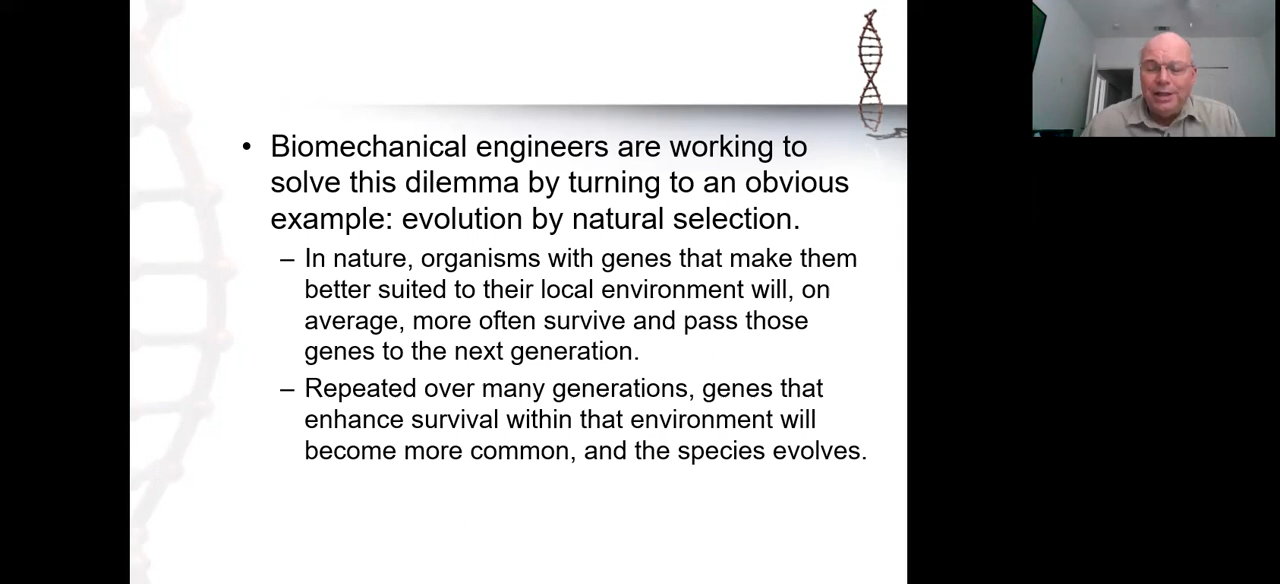 • Biomechanical engineers are working to
solve this dilemma by turning to an obvious
example: evolution by natural selection.
– In nature, organisms with genes that make them
better suited to their local environment will, on
average, more often survive and pass those
genes to the next generation.
– Repeated over many generations, genes that
enhance survival within that environment will
become more common, and the species evolves.